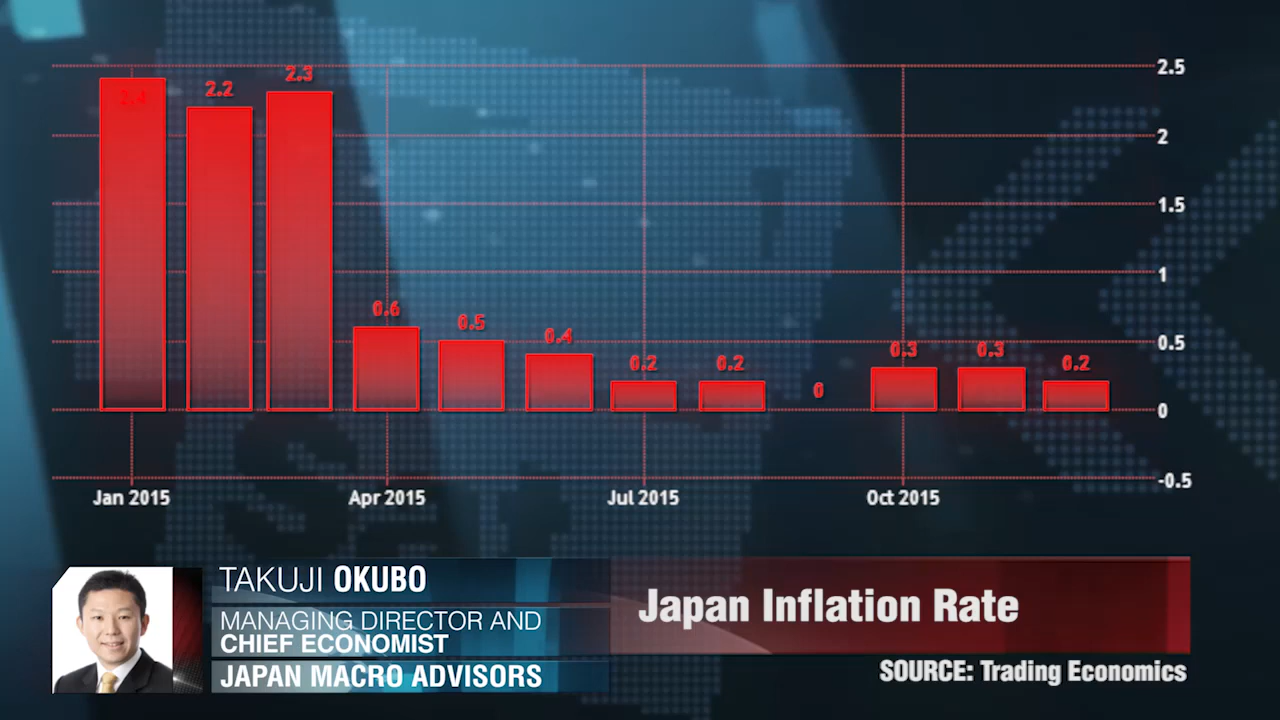 2.4
2.2
2.3
0.6
0.5
0.4
0.2
0.2
0
0.3
0.3
0.2
2.5
2
1.5
1
0.5
0
-0.5
Jan 2015
Apr 2015
Jul 2015
Oct 2015
TAKUJI OKUBO
MANAGING DIRECTOR AND
CHIEF ECONOMIST
JAPAN MACRO ADVISORS
Japan Inflation Rate
SOURCE: Trading Economics